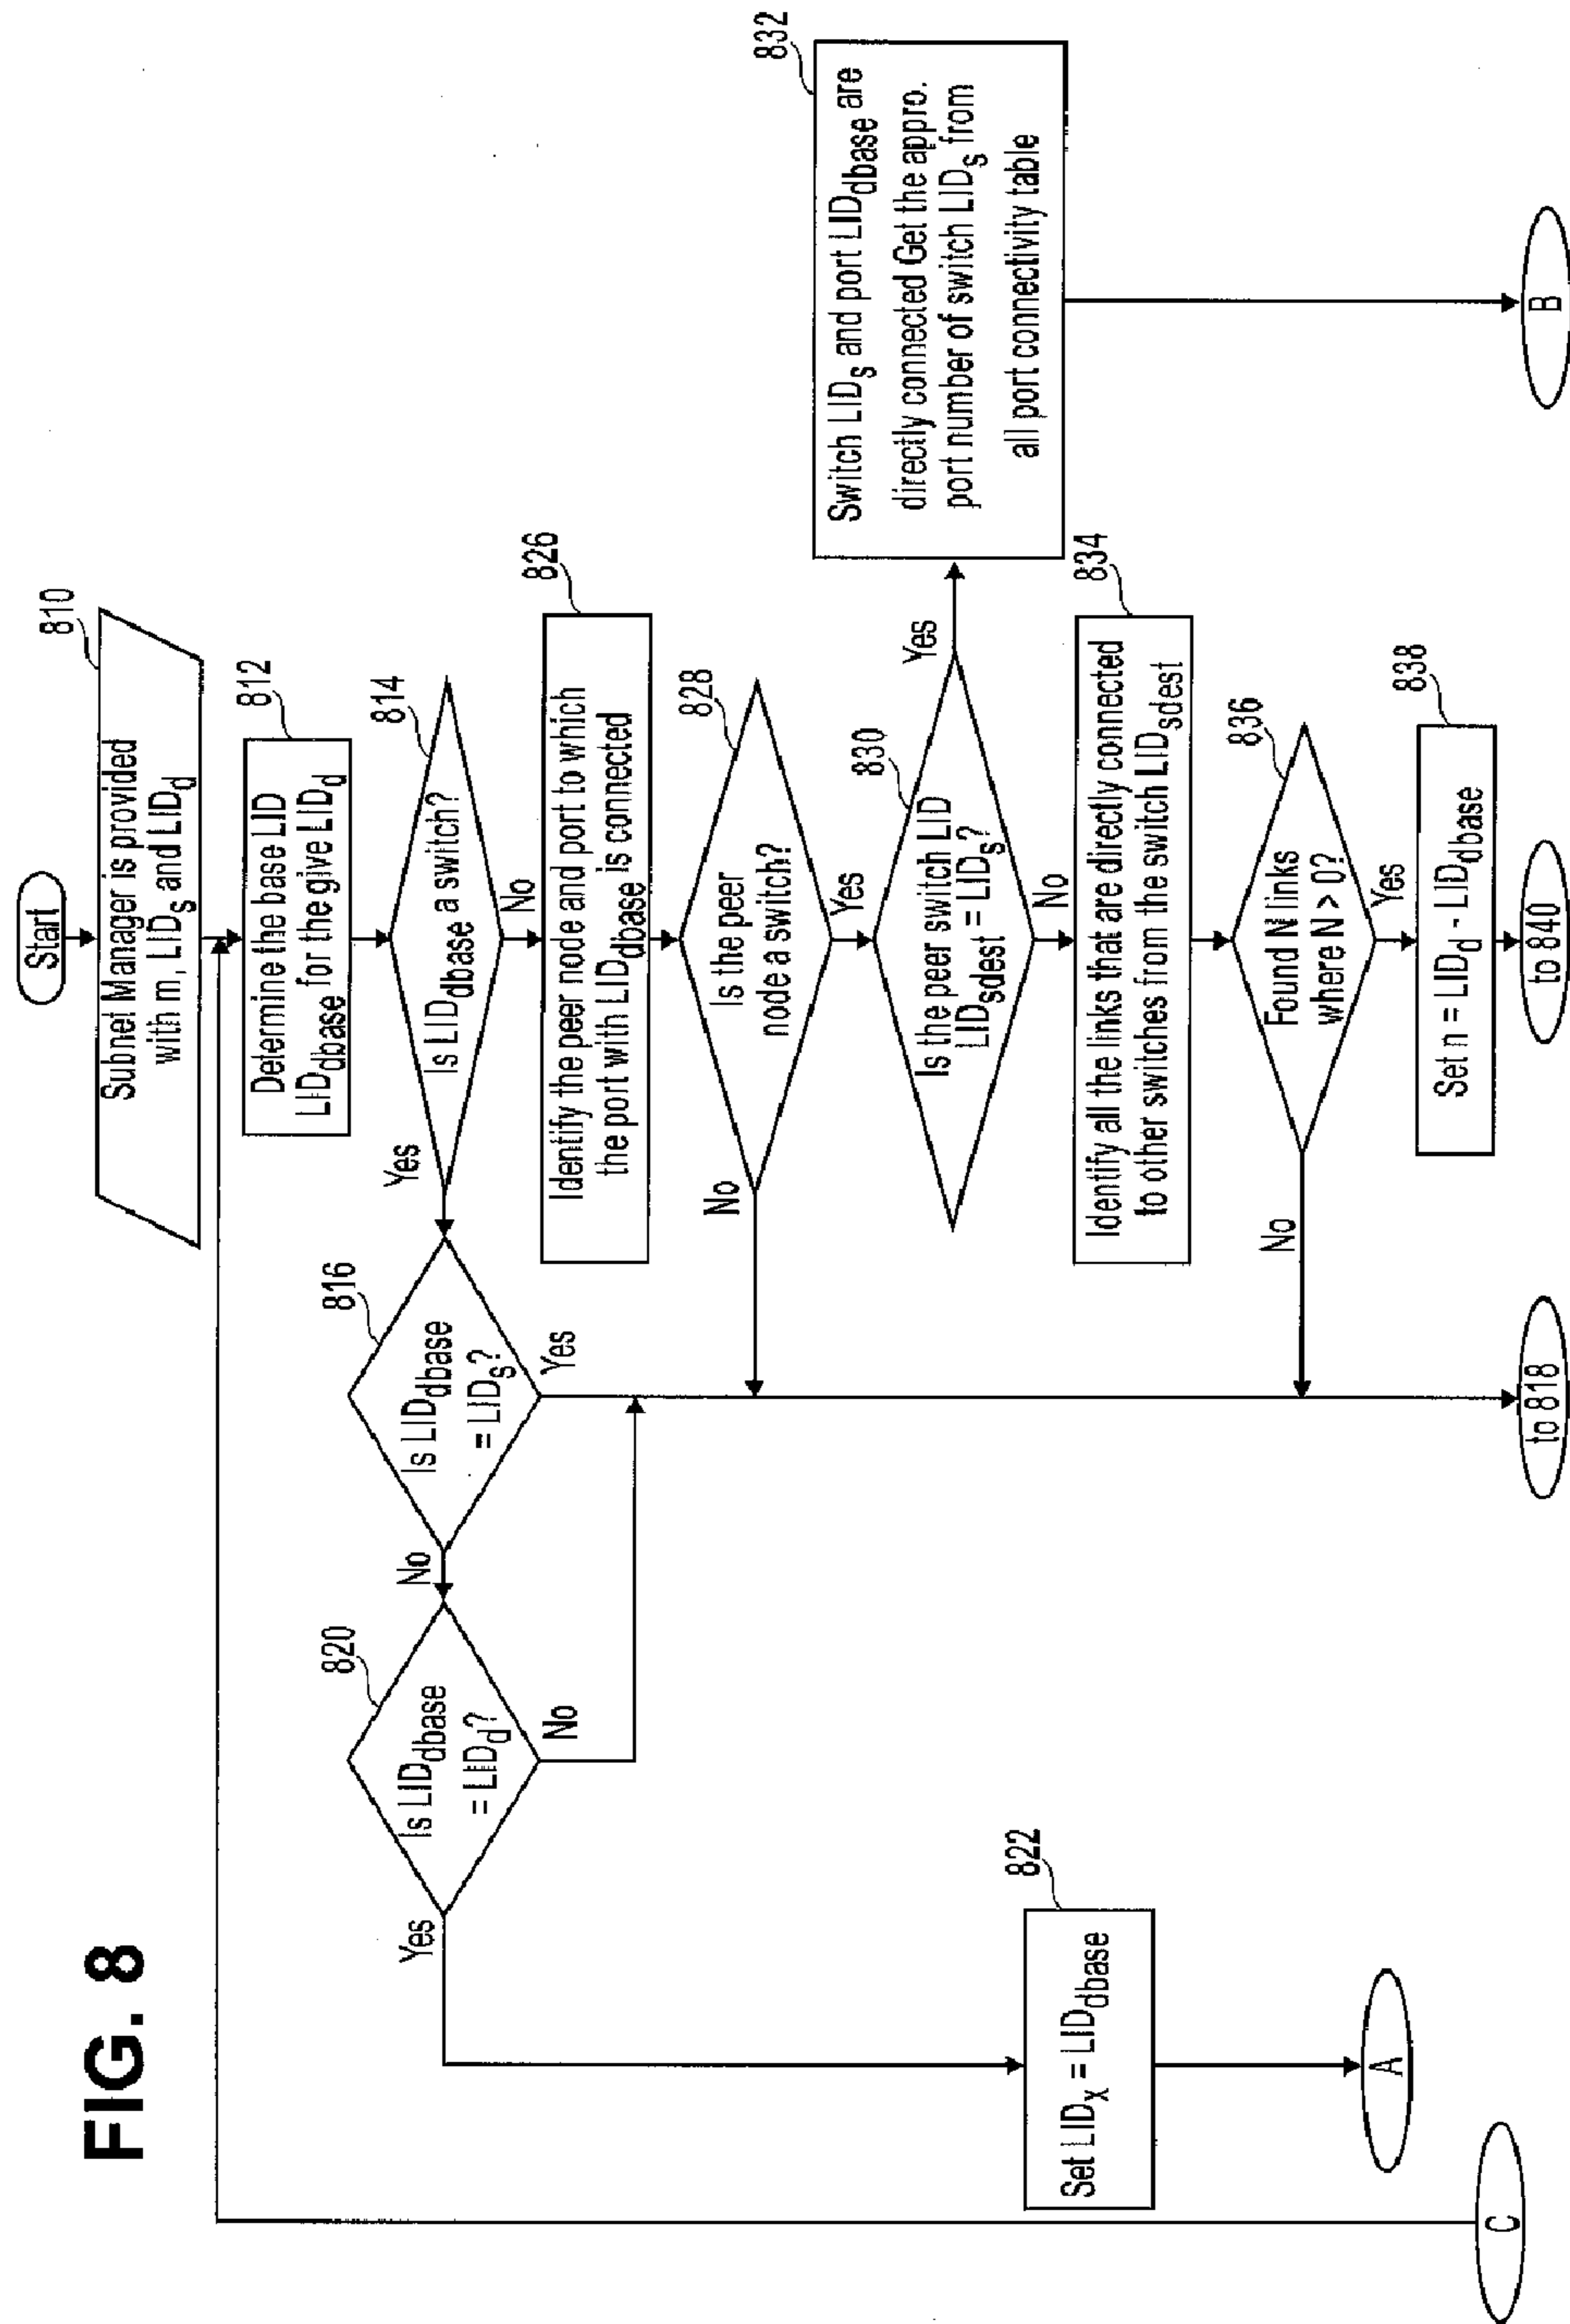 FIG. 8
Start
810
Subnet Manager is provided
with m, LIDs and LIDd
812
Determine the base LID
LIDdbase for the give LIDd
814
Is LIDdbase a switch?
Yes
No
816
Is LIDdbase
= LIDs?
Yes
No
820
Is LIDdbase
= LIDd?
No
Yes
822
Set LIDx = LIDdbase
A
C
826
Identify the peer node and port to which
the port with LIDdbase is connected
828
Is the peer
node a switch?
No
Yes
830
Is the peer switch LID
LIDsdest = LIDs?
Yes
No
832
Switch LIDs and port LIDdbase are
directly connected Get the appro.
port number of switch LIDs from
all port connectivity table
B
834
Identify all the links that are directly connected
to other switches from the switch LIDsdest
836
Found N links
where N > 0?
No
Yes
838
Set n = LIDd - LIDdbase
to 840
to 818